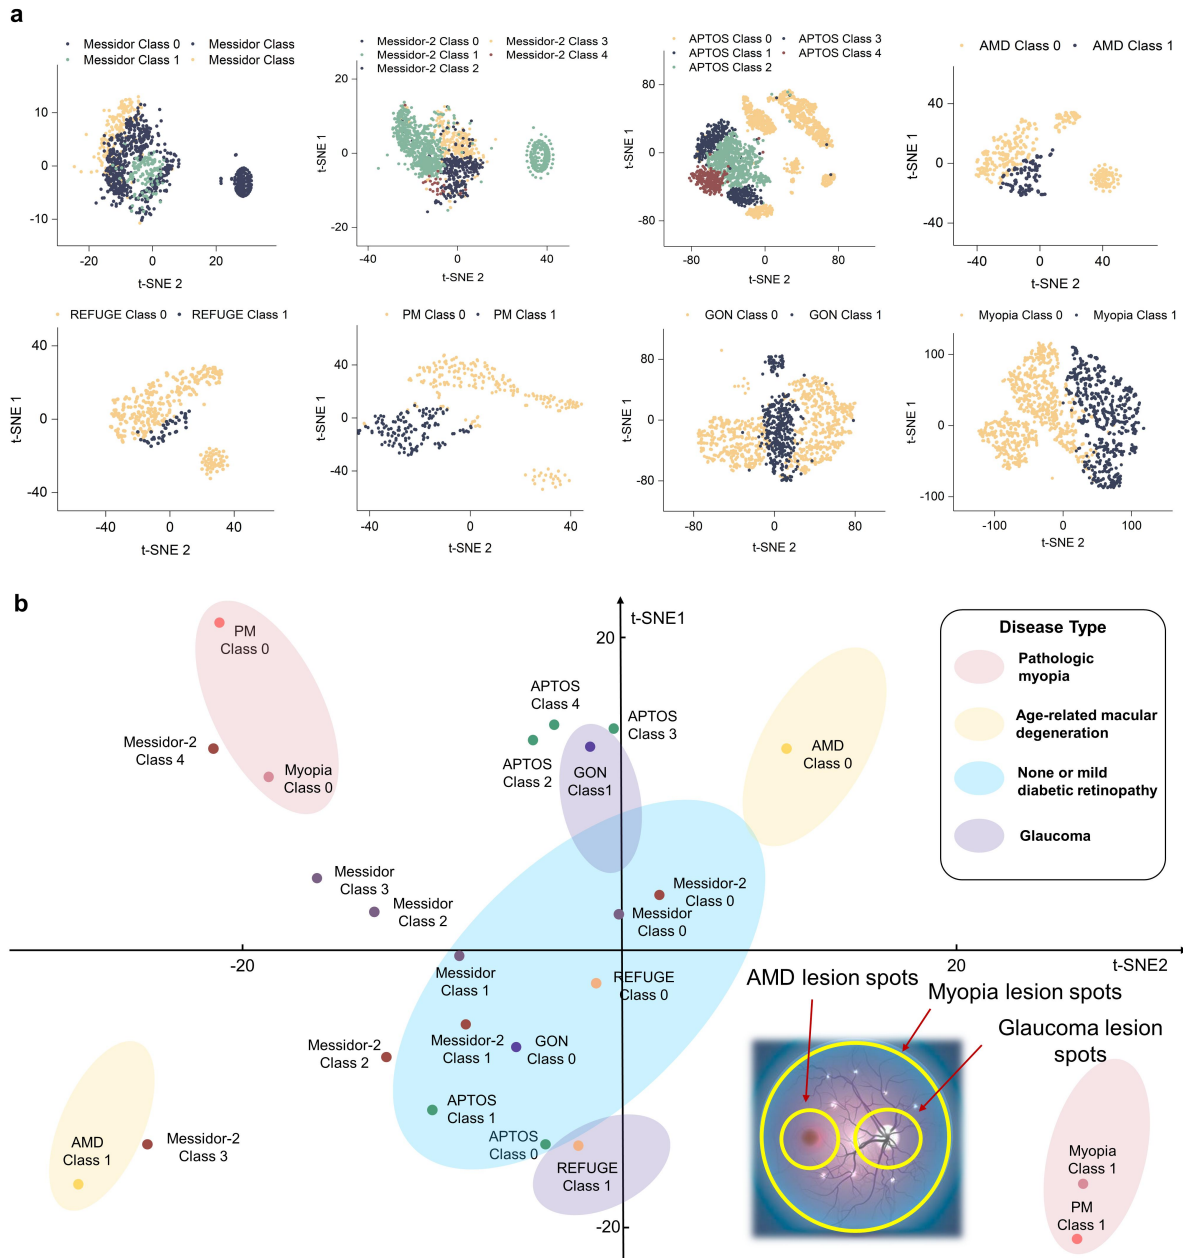 a
Messidor Class 0 Messidor Class
Messidor Class 1 Messidor Class
10
0
-10
-20 0 20
t-SNE 1
t-SNE 2
Messidor-2 Class 0 Messidor-2 Class 3
Messidor-2 Class 1 Messidor-2 Class 4
Messidor-2 Class 2
20
0
-20
-40 0 40
t-SNE 1
t-SNE 2
APTOS Class 0 APTOS Class 3
APTOS Class 1 APTOS Class 4
APTOS Class 2
80
0
-80
-80 0 80
t-SNE 1
t-SNE 2
AMD Class 0 AMD Class 1
40
0
-40
-40 0 40
t-SNE 1
t-SNE 2
REFUGE Class 0 REFUGE Class 1
40
0
-40
-40 0 40
t-SNE 1
t-SNE 2
PM Class 0 PM Class 1
40
0
-40
-40 0 40
t-SNE 1
t-SNE 2
GON Class 0 GON Class 1
80
0
-80
-80 0 80
t-SNE 1
t-SNE 2
Myopia Class 0 Myopia Class 1
100
0
-100
-100 0 100
t-SNE 1
t-SNE 2
b
t-SNE1
20
PM
Class 0
Messidor-2
Class 4
Myopia
Class 0
APTOS
Class 4
APTOS
Class 3
APTOS
Class 2
GON
Class1
AMD
Class 0
Disease Type
Pathologic
myopia
Age-related macular
degeneration
None or mild
diabetic retinopathy
Glaucoma
Messidor
Class 3
Messidor
Class 2
Messidor-2
Class 0
Messidor
Class 0
-20
20
t-SNE2
Messidor
Class 1
REFUGE
Class 0
Messidor-2
Class 2
Messidor-2
Class 1
GON
Class 0
APTOS
Class 1
APTOS
Class 0
REFUGE
Class 1
AMD
Class 1
Messidor-2
Class 3
-20
AMD lesion spots
Myopia lesion spots
Glaucoma lesion
spots
Myopia
Class 1
PM
Class 1